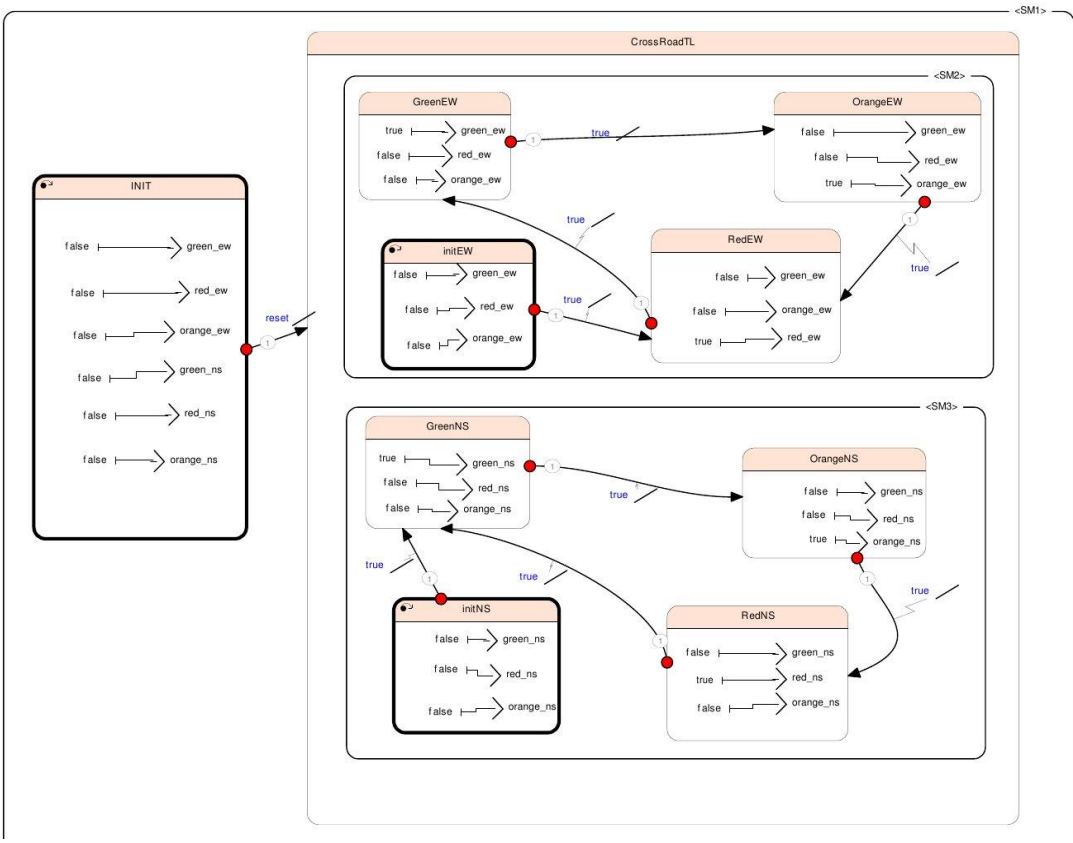 <SM1>
CrossRoadTL
<SM2>
GreenEW
true green_ew
false red_ew
false orange_ew
1
true
OrangeEW
false green_ew
false red_ew
true orange_ew
1
true
INIT
false green_ew
false red_ew
false orange_ew
false green_ns
false red_ns
false orange_ns
1
reset
initEW
false green_ew
false red_ew
false orange_ew
1
true
true
1
RedEW
false green_ew
false orange_ew
true red_ew
<SM3>
GreenNS
true green_ns
false red_ns
false orange_ns
1
true
OrangeNS
false green_ns
false red_ns
true orange_ns
1
true
true
1
true
initNS
false green_ns
false red_ns
false orange_ns
1
RedNS
false green_ns
true red_ns
false orange_ns